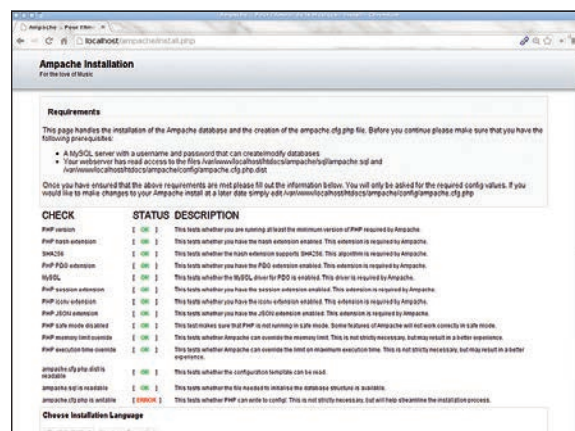 Ampache - Pour l'Amour
localhost/ampache/install.php
Ampache Installation
For the love of Music
Requirements
This page handles the installation of the Ampache database and the creation of the ampache.cfg.php file. Before you continue please make sure that you have the
following prerequisites:
• A MySQL server with a username and password that can create/modify databases
• Your webserver has read access to the files /var/www/localhost/htdocs/ampache/sql/ampache.sql and
/var/www/localhost/htdocs/ampache/config/ampache.cfg.php.dist
Once you have ensured that the above requirements are met please fill out the information below. You will only be asked for the required config values. If you
would like to make changes to your Ampache install at a later date simply edit /var/www/localhost/htdocs/ampache/config/ampache.cfg.php
CHECK STATUS DESCRIPTION
PHP version [ OK ] This tests whether you are running at least the minimum version of PHP required by Ampache.
PHP hash extension [ OK ] This tests whether you have the hash extension enabled. This extension is required by Ampache.
SHA256 [ OK ] This tests whether the hash extension supports SHA256. This algorithm is required by Ampache.
PHP PDO extension [ OK ] This tests whether you have the PDO extension enabled. This extension is required by Ampache.
MySQL [ OK ] This tests whether the MySQL driver for PDO is enabled. This driver is required by Ampache.
PHP session extension [ OK ] This tests whether you have the session extension enabled. This extension is required by Ampache.
PHP iconv extension [ OK ] This tests whether you have the iconv extension enabled. This extension is required by Ampache.
PHP JSON extension [ OK ] This tests whether you have the JSON extension enabled. This extension is required by Ampache.
PHP safe mode disabled [ OK ] This test makes sure that PHP is not running in safe mode. Some features of Ampache will not work correctly in safe mode.
PHP memory limit override [ OK ] This tests whether Ampache can override the memory limit. This is not strictly necessary, but may result in a better experience.
PHP execution time override [ OK ] This tests whether Ampache can override the limit on maximum execution time. This is not strictly necessary, but may result in a better
experience.
ampache.cfg.php.dist is
readable [ OK ] This tests whether the configuration template can be read.
ampache.sql is readable [ OK ] This tests whether the file needed to initialise the database structure is available.
ampache.cfg.php is writable [ ERROR ] This tests whether PHP can write to config/. This is not strictly necessary, but will help streamline the installation process.
Choose Installation Language